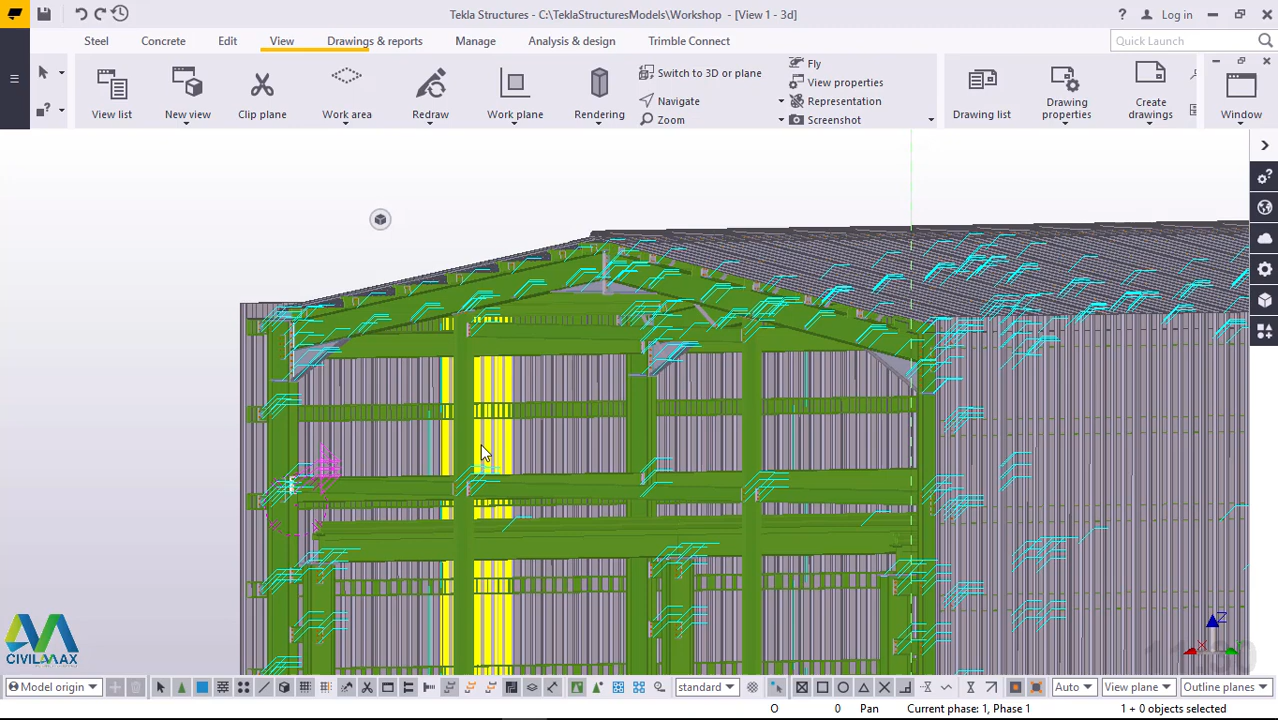 Tekla Structures - C:\TeklaStructuresModels\Workshop - [View 1 - 3d]
Log in
Steel
Concrete
Edit
View
Drawings & reports
Manage
Analysis & design
Trimble Connect
Quick Launch
View list
New view
Clip plane
Work area
Redraw
Work plane
Rendering
Switch to 3D or plane
Navigate
Zoom
Fly
View properties
Representation
Screenshot
Drawing list
Drawing properties
Create drawings
Window
Z
CIVILMAX
Model origin
standard
Auto
View plane
Outline planes
O
0
Pan
Current phase: 1, Phase 1
1 + 0 objects selected